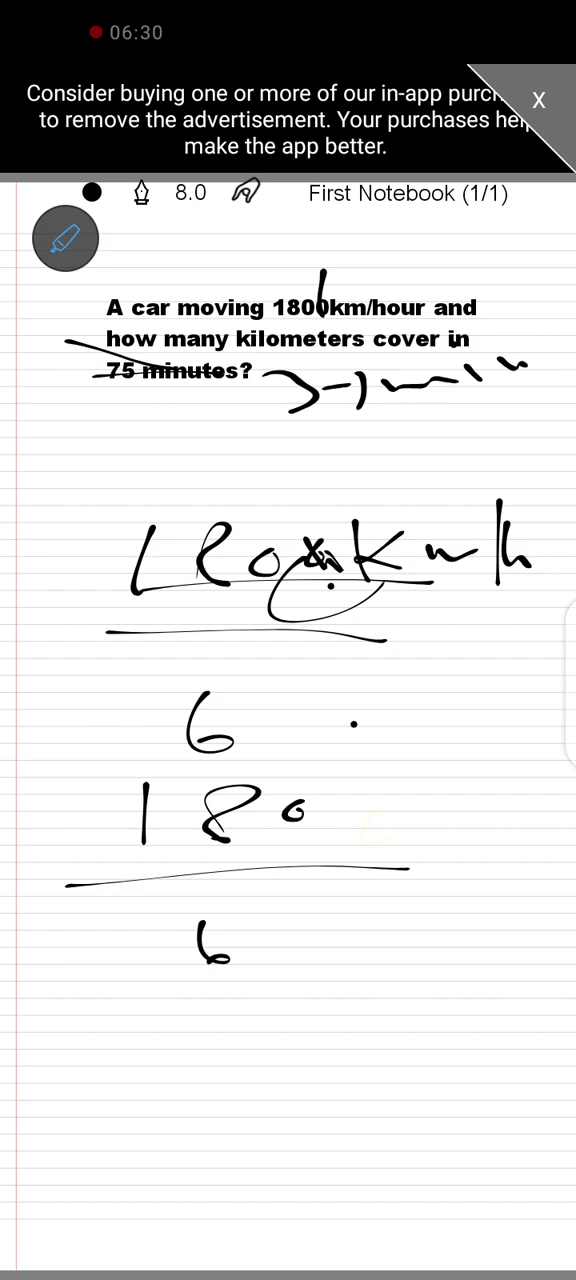 06:30
Consider buying one or more of our in-app
to remove the advertisement. Your purchases
make the app better.
X
8.0 First Notebook (1/1)
A car moving 1800km/hour and
how many kilometers cover in
75 minutes?
180 Km/h
6
180
6